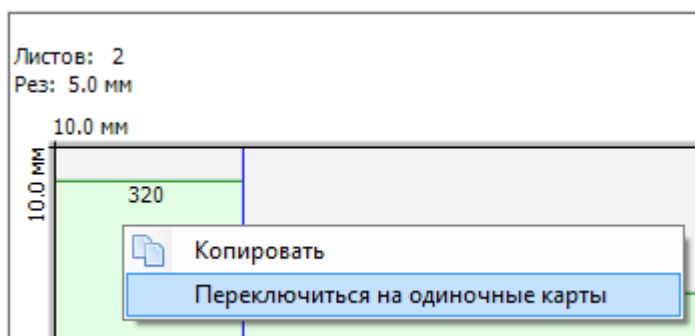 Листов: 2
Рез: 5.0 мм
10.0 мм
10.0 мм
320
Копировать
Переключиться на одиночные карты